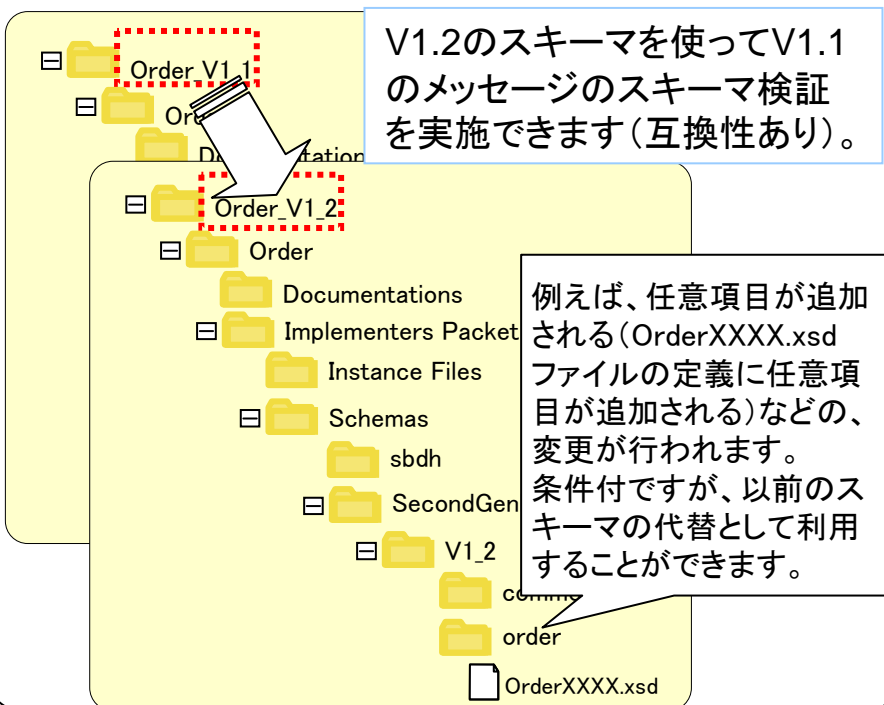 Order_V1_1
V1.2のスキーマを使ってV1.1
のメッセージのスキーマ検証
を実施できます（互換性あり）。
Order_V1_2
Order
Documentations
Implementers Packet
Instance Files
Schemas
sbdh
SecondGen
V1_2
order
OrderXXXX.xsd
例えば、任意項目が追加
される（OrderXXXX.xsd
ファイルの定義に任意項
目が追加される）などの、
変更が行われます。
条件付ですが、以前のス
キーマの代替として利用
することができます。